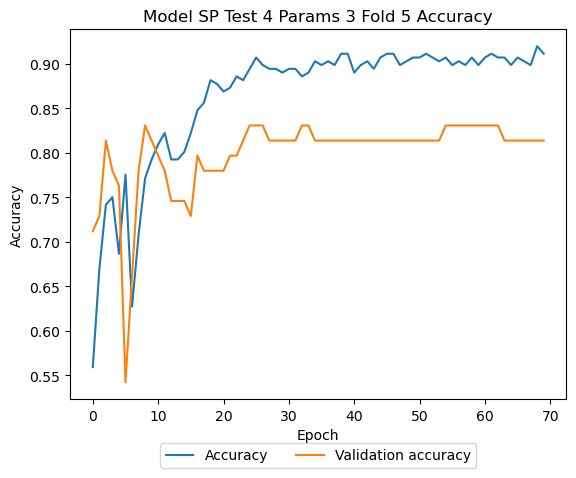 Model SP Test 4 Params 3 Fold 5 Accuracy
Accuracy
0.90
0.85
0.80
0.75
0.70
0.65
0.60
0.55
0 10 20 30 40 50 60 70
Epoch
Accuracy Validation accuracy